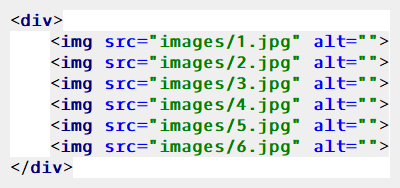 <div>
    <img src="images/1.jpg" alt="">
    <img src="images/2.jpg" alt="">
    <img src="images/3.jpg" alt="">
    <img src="images/4.jpg" alt="">
    <img src="images/5.jpg" alt="">
    <img src="images/6.jpg" alt="">
</div>